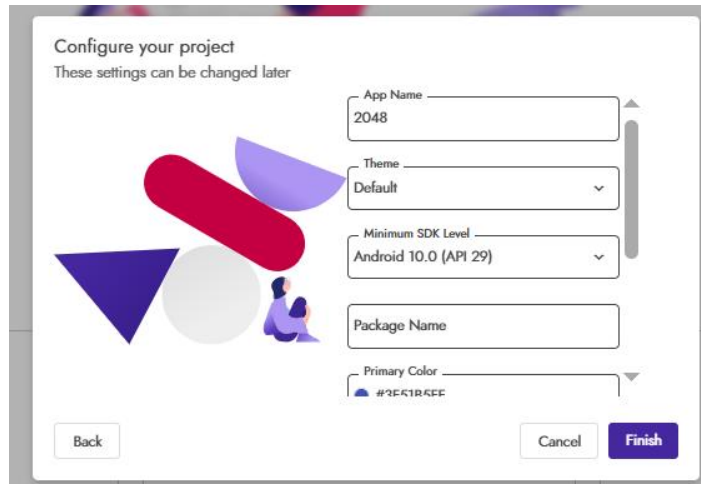 Configure your project
These settings can be changed later
App Name
2048
Theme
Default
Minimum SDK Level
Android 10.0 (API 29)
Package Name
Primary Color
#3F51B5FF
Back
Cancel
Finish